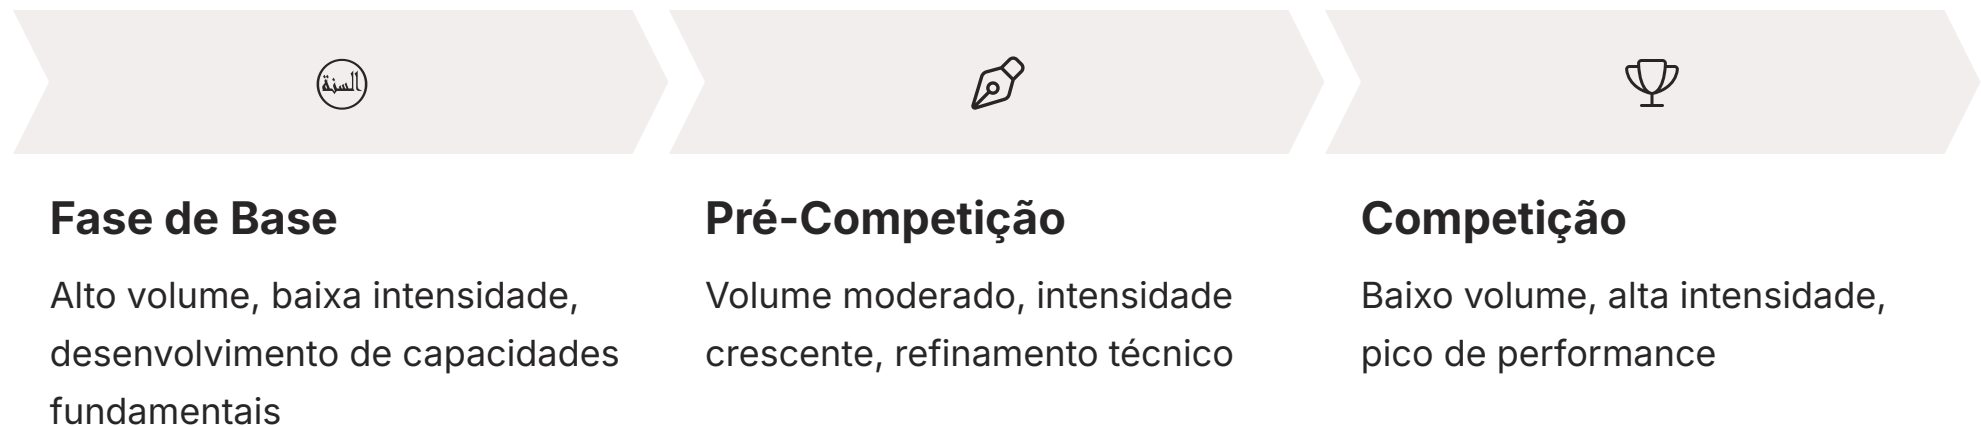 السنة
Fase de Base
Alto volume, baixa intensidade,
desenvolvimento de capacidades
fundamentais
Pré-Competição
Volume moderado, intensidade
crescente, refinamento técnico
Competição
Baixo volume, alta intensidade,
pico de performance